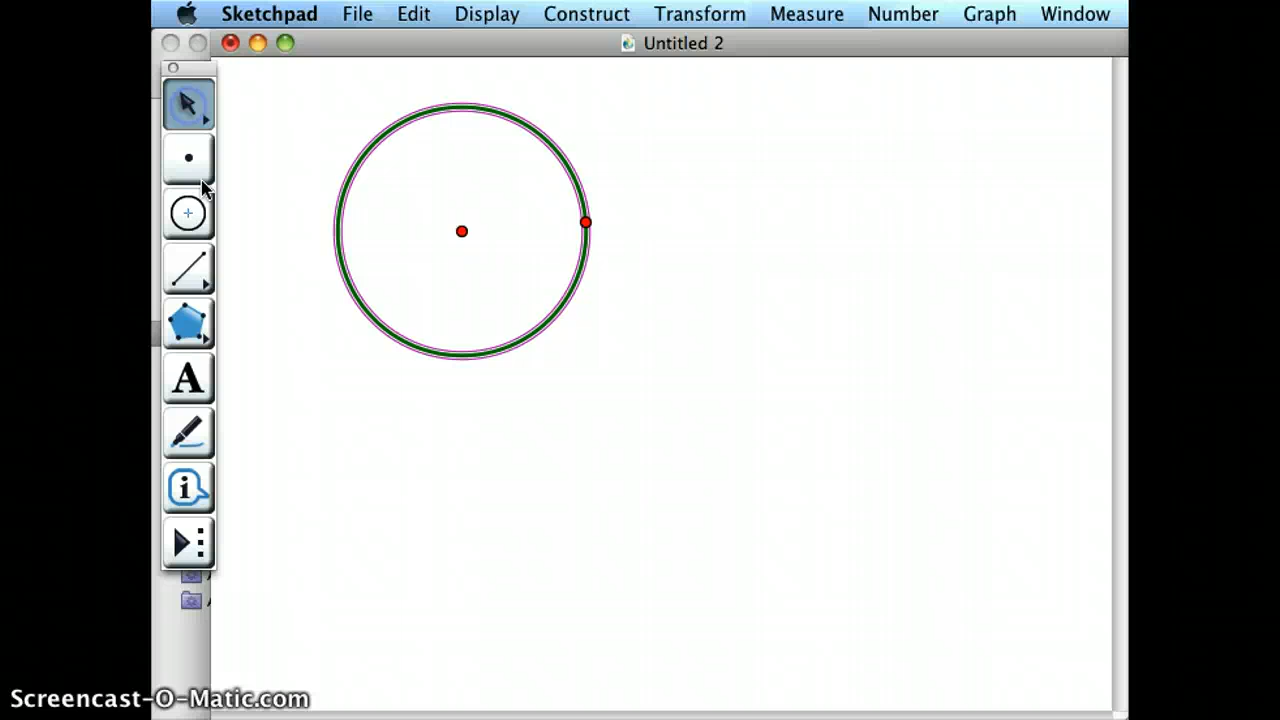 Sketchpad File Edit Display Construct Transform Measure Number Graph Window
Untitled 2
A
i
Screencast-O-Matic.com